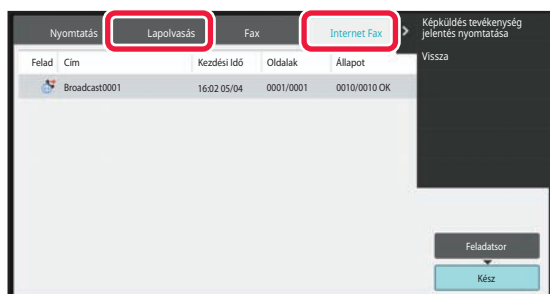 Nyomtatás Lapolvasás Fax Internet Fax
Felad Cím Kezdési Idő Oldalak Állapot
Broadcast0001 16:02 05/04 0001/0001 0010/0010 OK
Képküldés tevékenység
jelentés nyomtatása
Vissza
Feladatsor
Kész